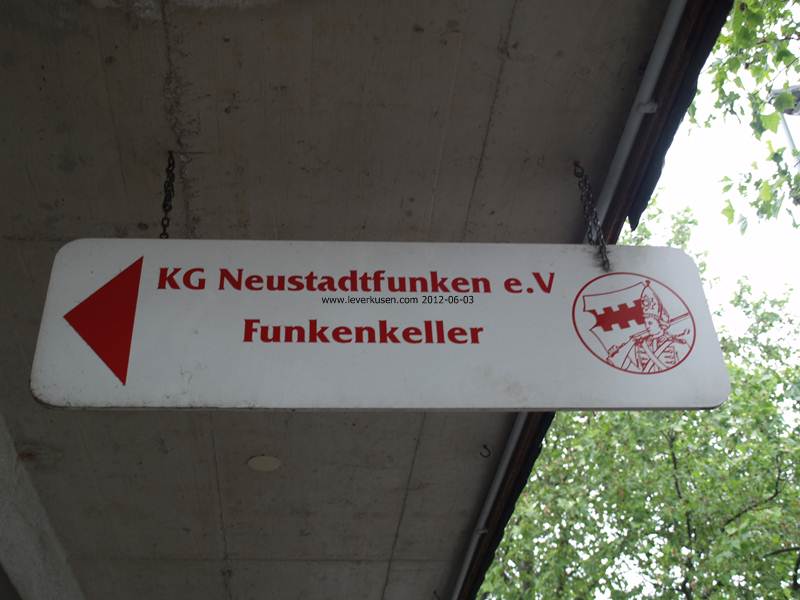 KG Neustadtfunken e.V
www.leverkusen.com 2012-06-03
Funkenkeller